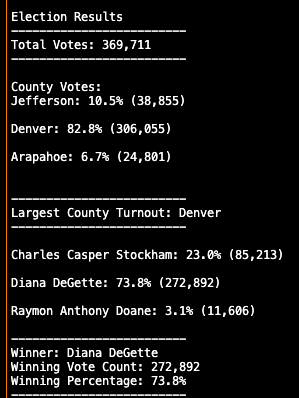 Election Results
-------------------------
Total Votes: 369,711
-------------------------
County Votes:
Jefferson: 10.5% (38,855)
Denver: 82.8% (306,055)
Arapahoe: 6.7% (24,801)
-------------------------
Largest County Turnout: Denver
-------------------------
Charles Casper Stockham: 23.0% (85,213)
Diana DeGette: 73.8% (272,892)
Raymon Anthony Doane: 3.1% (11,606)
-------------------------
Winner: Diana DeGette
Winning Vote Count: 272,892
Winning Percentage: 73.8%
-------------------------